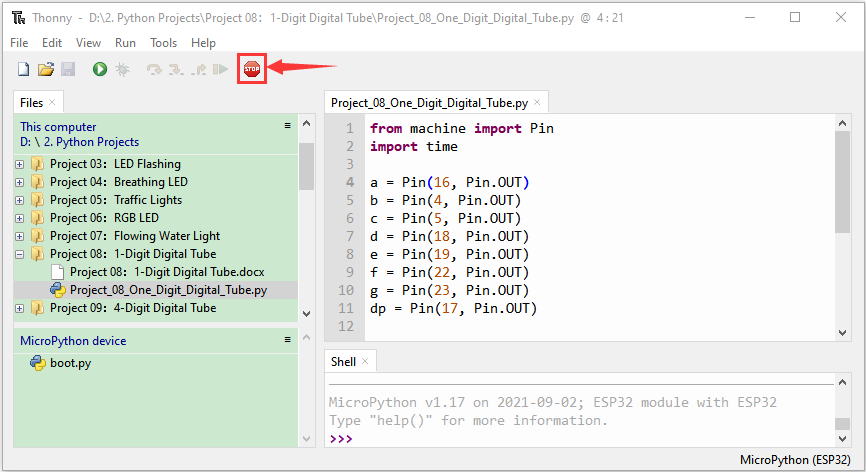 Thonny - D:\2. Python Projects\Project 08：1-Digit Digital Tube\Project_08_One_Digit_Digital_Tube.py @ 4 : 21
File Edit View Run Tools Help
STOP
Files
This computer
D: \ 2. Python Projects
Project 03：LED Flashing
Project 04：Breathing LED
Project 05：Traffic Lights
Project 06：RGB LED
Project 07：Flowing Water Light
Project 08：1-Digit Digital Tube
Project 08：1-Digit Digital Tube.docx
Project_08_One_Digit_Digital_Tube.py
Project 09：4-Digit Digital Tube
MicroPython device
boot.py
Project_08_One_Digit_Digital_Tube.py
1 from machine import Pin
2 import time
3
4 a = Pin(16, Pin.OUT)
5 b = Pin(4, Pin.OUT)
6 c = Pin(5, Pin.OUT)
7 d = Pin(18, Pin.OUT)
8 e = Pin(19, Pin.OUT)
9 f = Pin(22, Pin.OUT)
10 g = Pin(23, Pin.OUT)
11 dp = Pin(17, Pin.OUT)
12
Shell
MicroPython v1.17 on 2021-09-02; ESP32 module with ESP32
Type "help()" for more information.
>>>
MicroPython (ESP32)